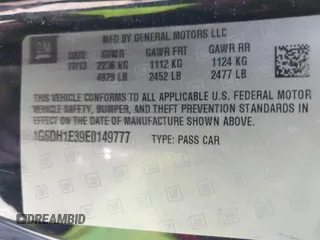 GM
MFD BY GENERAL MOTORS LLC
DATE GVWR GAWR FRT GAWR RR
10/13 2236 KG 1112 KG 1124 KG
4929 LB 2452 LB 2477 LB
THIS VEHICLE CONFORMS TO ALL APPLICABLE U.S. FEDERAL MOTOR
VEHICLE SAFETY, BUMPER, AND THEFT PREVENTION STANDARDS IN
EFFECT ON THE DATE OF MANUFACTURE SHOWN ABOVE.
1G6DH1E39E0149777 TYPE: PASS CAR
DREAMBID